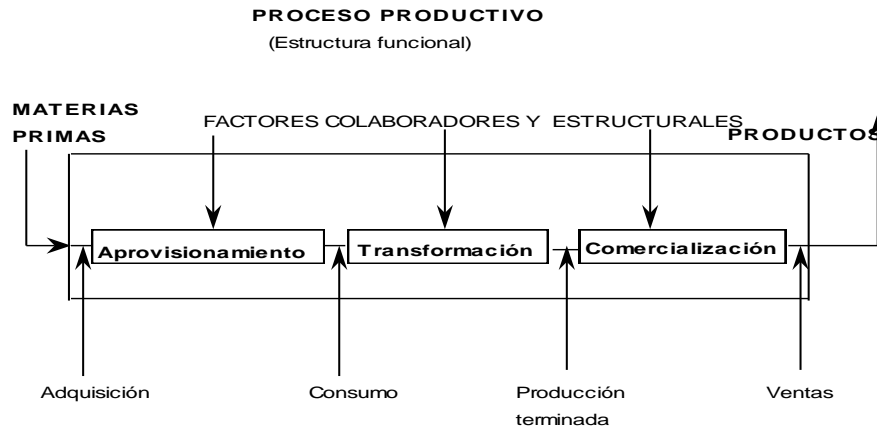 PROCESO PRODUCTIVO
(Estructura funcional)
MATERIAS
PRIMAS
FACTORES COLABORADORES Y ESTRUCTURALES
PRODUCTOS
Aprovisionamiento
Transformación
Comercialización
Adquisición
Consumo
Producción
terminada
Ventas